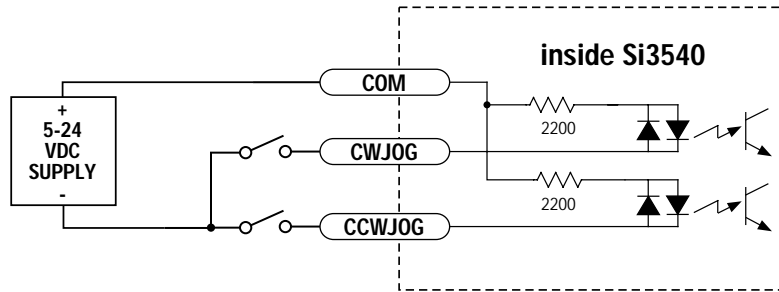 inside Si3540
COM
+
5-24
VDC
SUPPLY
-
2200
CWJOG
2200
CCWJOG